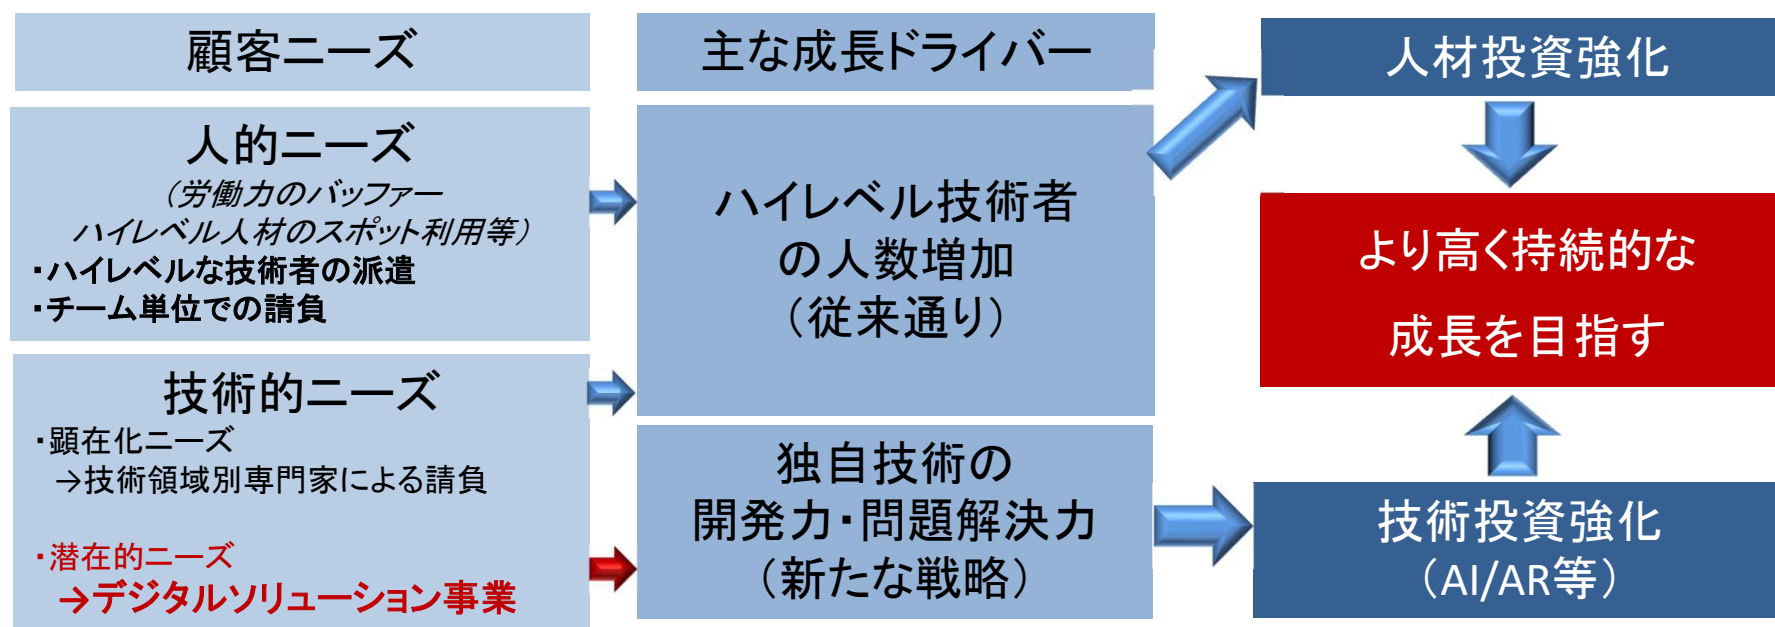 顧客ニーズ
人的ニーズ
（労働力のバッファー
ハイレベル人材のスポット利用等）
・ハイレベルな技術者の派遣
・チーム単位での請負
技術的ニーズ
・顕在化ニーズ
→技術領域別専門家による請負
・潜在的ニーズ
→デジタルソリューション事業
主な成長ドライバー
ハイレベル技術者
の人数増加
（従来通り）
独自技術の
開発力・問題解決力
（新たな戦略）
人材投資強化
より高く持続的な
成長を目指す
技術投資強化
（AI/AR等）